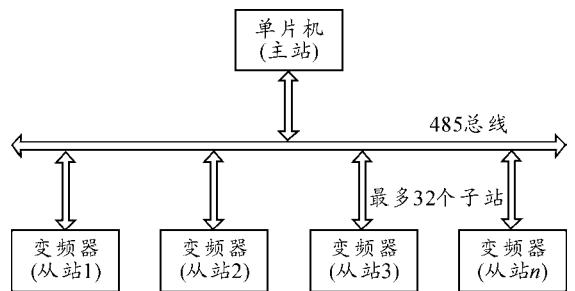 单片机
(主站)
485总线
最多32个子站
变频器
(从站1)
变频器
(从站2)
变频器
(从站3)
变频器
(从站n)